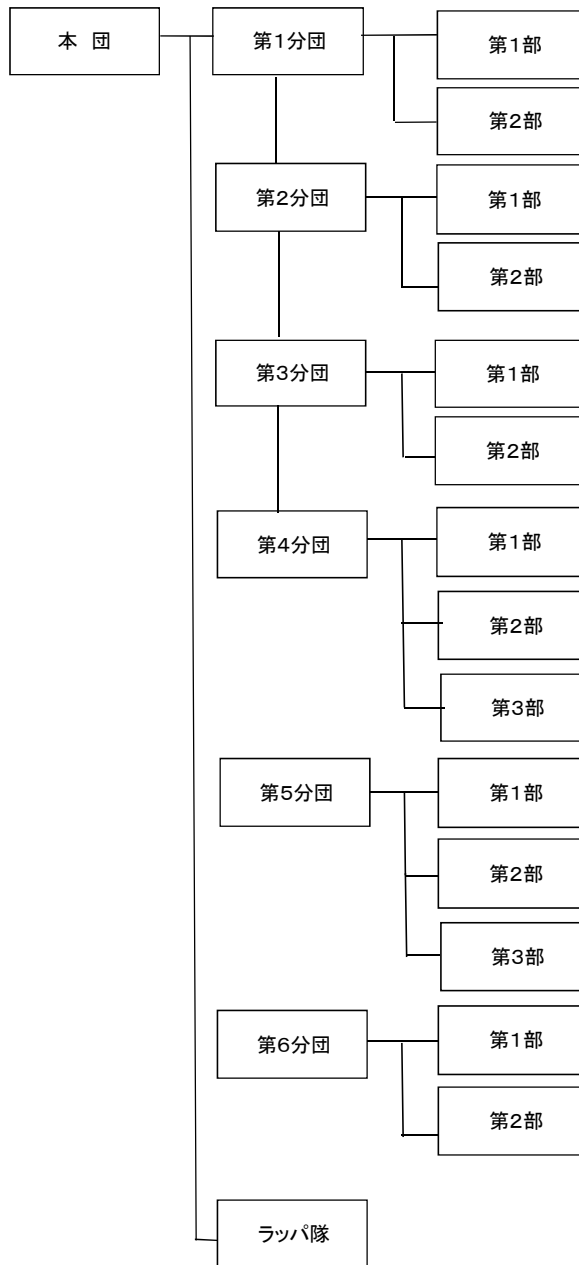 本　団
第１分団
第１部
第２部
第２分団
第１部
第２部
第３分団
第１部
第２部
第４分団
第１部
第２部
第３部
第５分団
第１部
第２部
第３部
第６分団
第１部
第２部
ラッパ隊